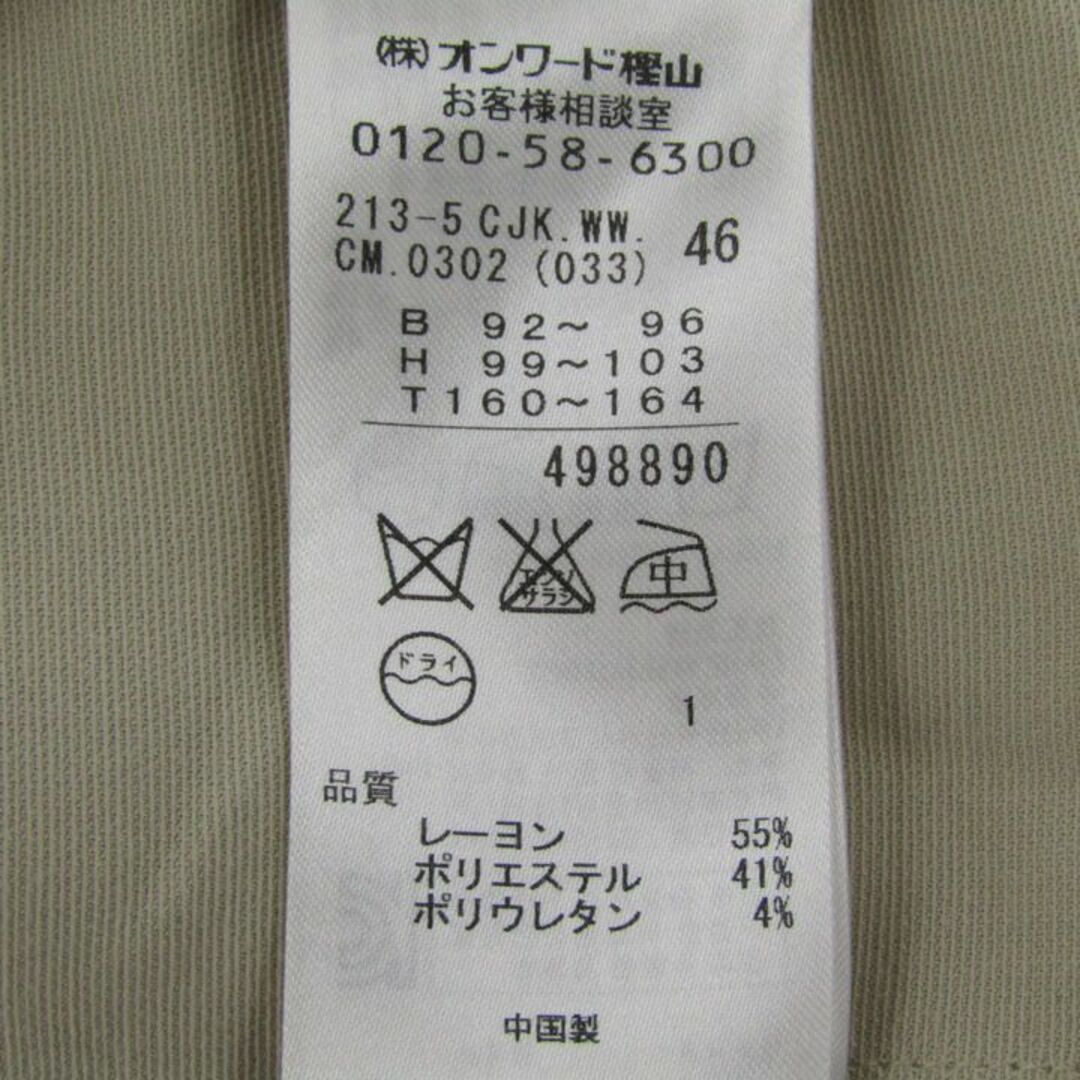 (株)オンワード樫山
お客様相談室
0120-58-6300
213-5 CJK.WW.
CM.0302 (033) 46
B 92～ 96
H 99～103
T160～164
498890
エンソ
サラシ
中
ドライ
1
品質
レーヨン 55%
ポリエステル 41%
ポリウレタン 4%
中国製